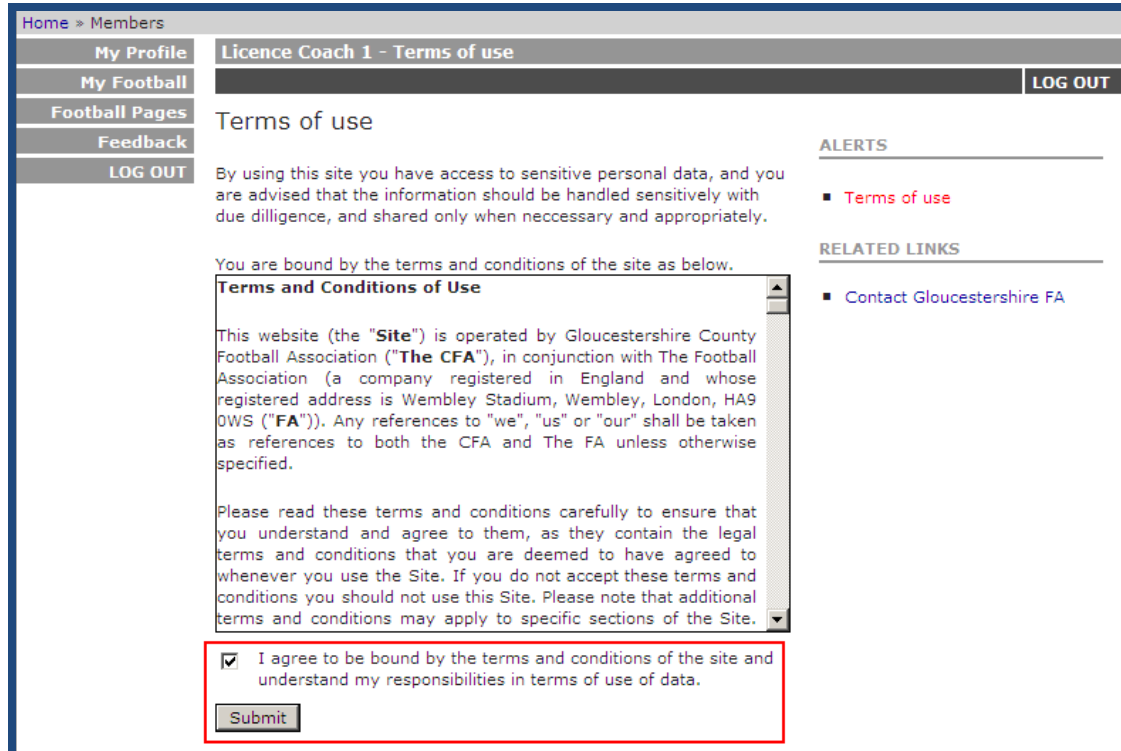 Home » Members
My Profile
My Football
Football Pages
Feedback
LOG OUT
Licence Coach 1 - Terms of use
LOG OUT
Terms of use
By using this site you have access to sensitive personal data, and you
are advised that the information should be handled sensitively with
due dilligence, and shared only when neccessary and appropriately.
You are bound by the terms and conditions of the site as below.
Terms and Conditions of Use
This website (the "Site") is operated by Gloucestershire County
Football Association ("The CFA"), in conjunction with The Football
Association (a company registered in England and whose
registered address is Wembley Stadium, Wembley, London, HA9
0WS ("FA")). Any references to "we", "us" or "our" shall be taken
as references to both the CFA and The FA unless otherwise
specified.
Please read these terms and conditions carefully to ensure that
you understand and agree to them, as they contain the legal
terms and conditions that you are deemed to have agreed to
whenever you use the Site. If you do not accept these terms and
conditions you should not use this Site. Please note that additional
terms and conditions may apply to specific sections of the Site.
I agree to be bound by the terms and conditions of the site and
understand my responsibilities in terms of use of data.
Submit
ALERTS
Terms of use
RELATED LINKS
Contact Gloucestershire FA